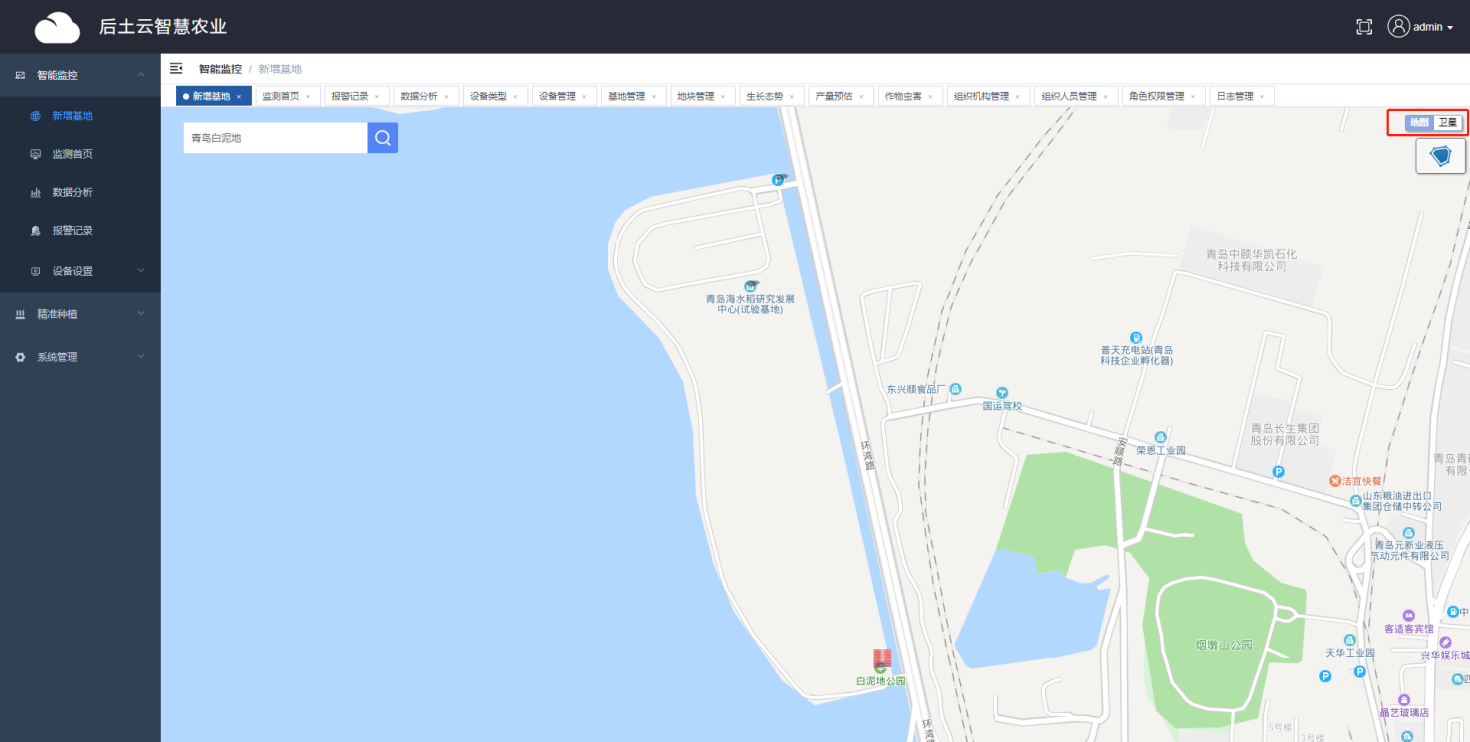 后土云智慧农业
admin
智能监控
新增基地
监测首页
数据分析
报警记录
设备设置
精准种植
系统管理
智能监控 / 新增基地
新增基地 × 监测首页 × 报警记录 × 数据分析 × 设备类型 × 设备管理 × 基地管理 × 地块管理 × 生长态势 × 产量预估 × 作物虫害 × 组织机构管理 × 组织人员管理 × 角色权限管理 × 日志管理 ×
青岛白泥地
地图 卫星
P
青岛中颐华凯石化
科技有限公司
青岛海水稻研究发展
中心(试验基地)
普天充电站(青岛
科技企业孵化器)
东兴顺食品厂
国运驾校
环湾路
安顺路
荣恩工业园
青岛长生集团
股份有限公司
P
洁宜快餐
山东粮油进出口
集团仓储中转公司
青岛元新业液压
气动元件有限公司
客适客宾馆
中
烟墩山公园
天华工业园
兴华娱乐城
P
P
白泥地公园
晶艺玻璃店
环湾
5号楼
3号楼